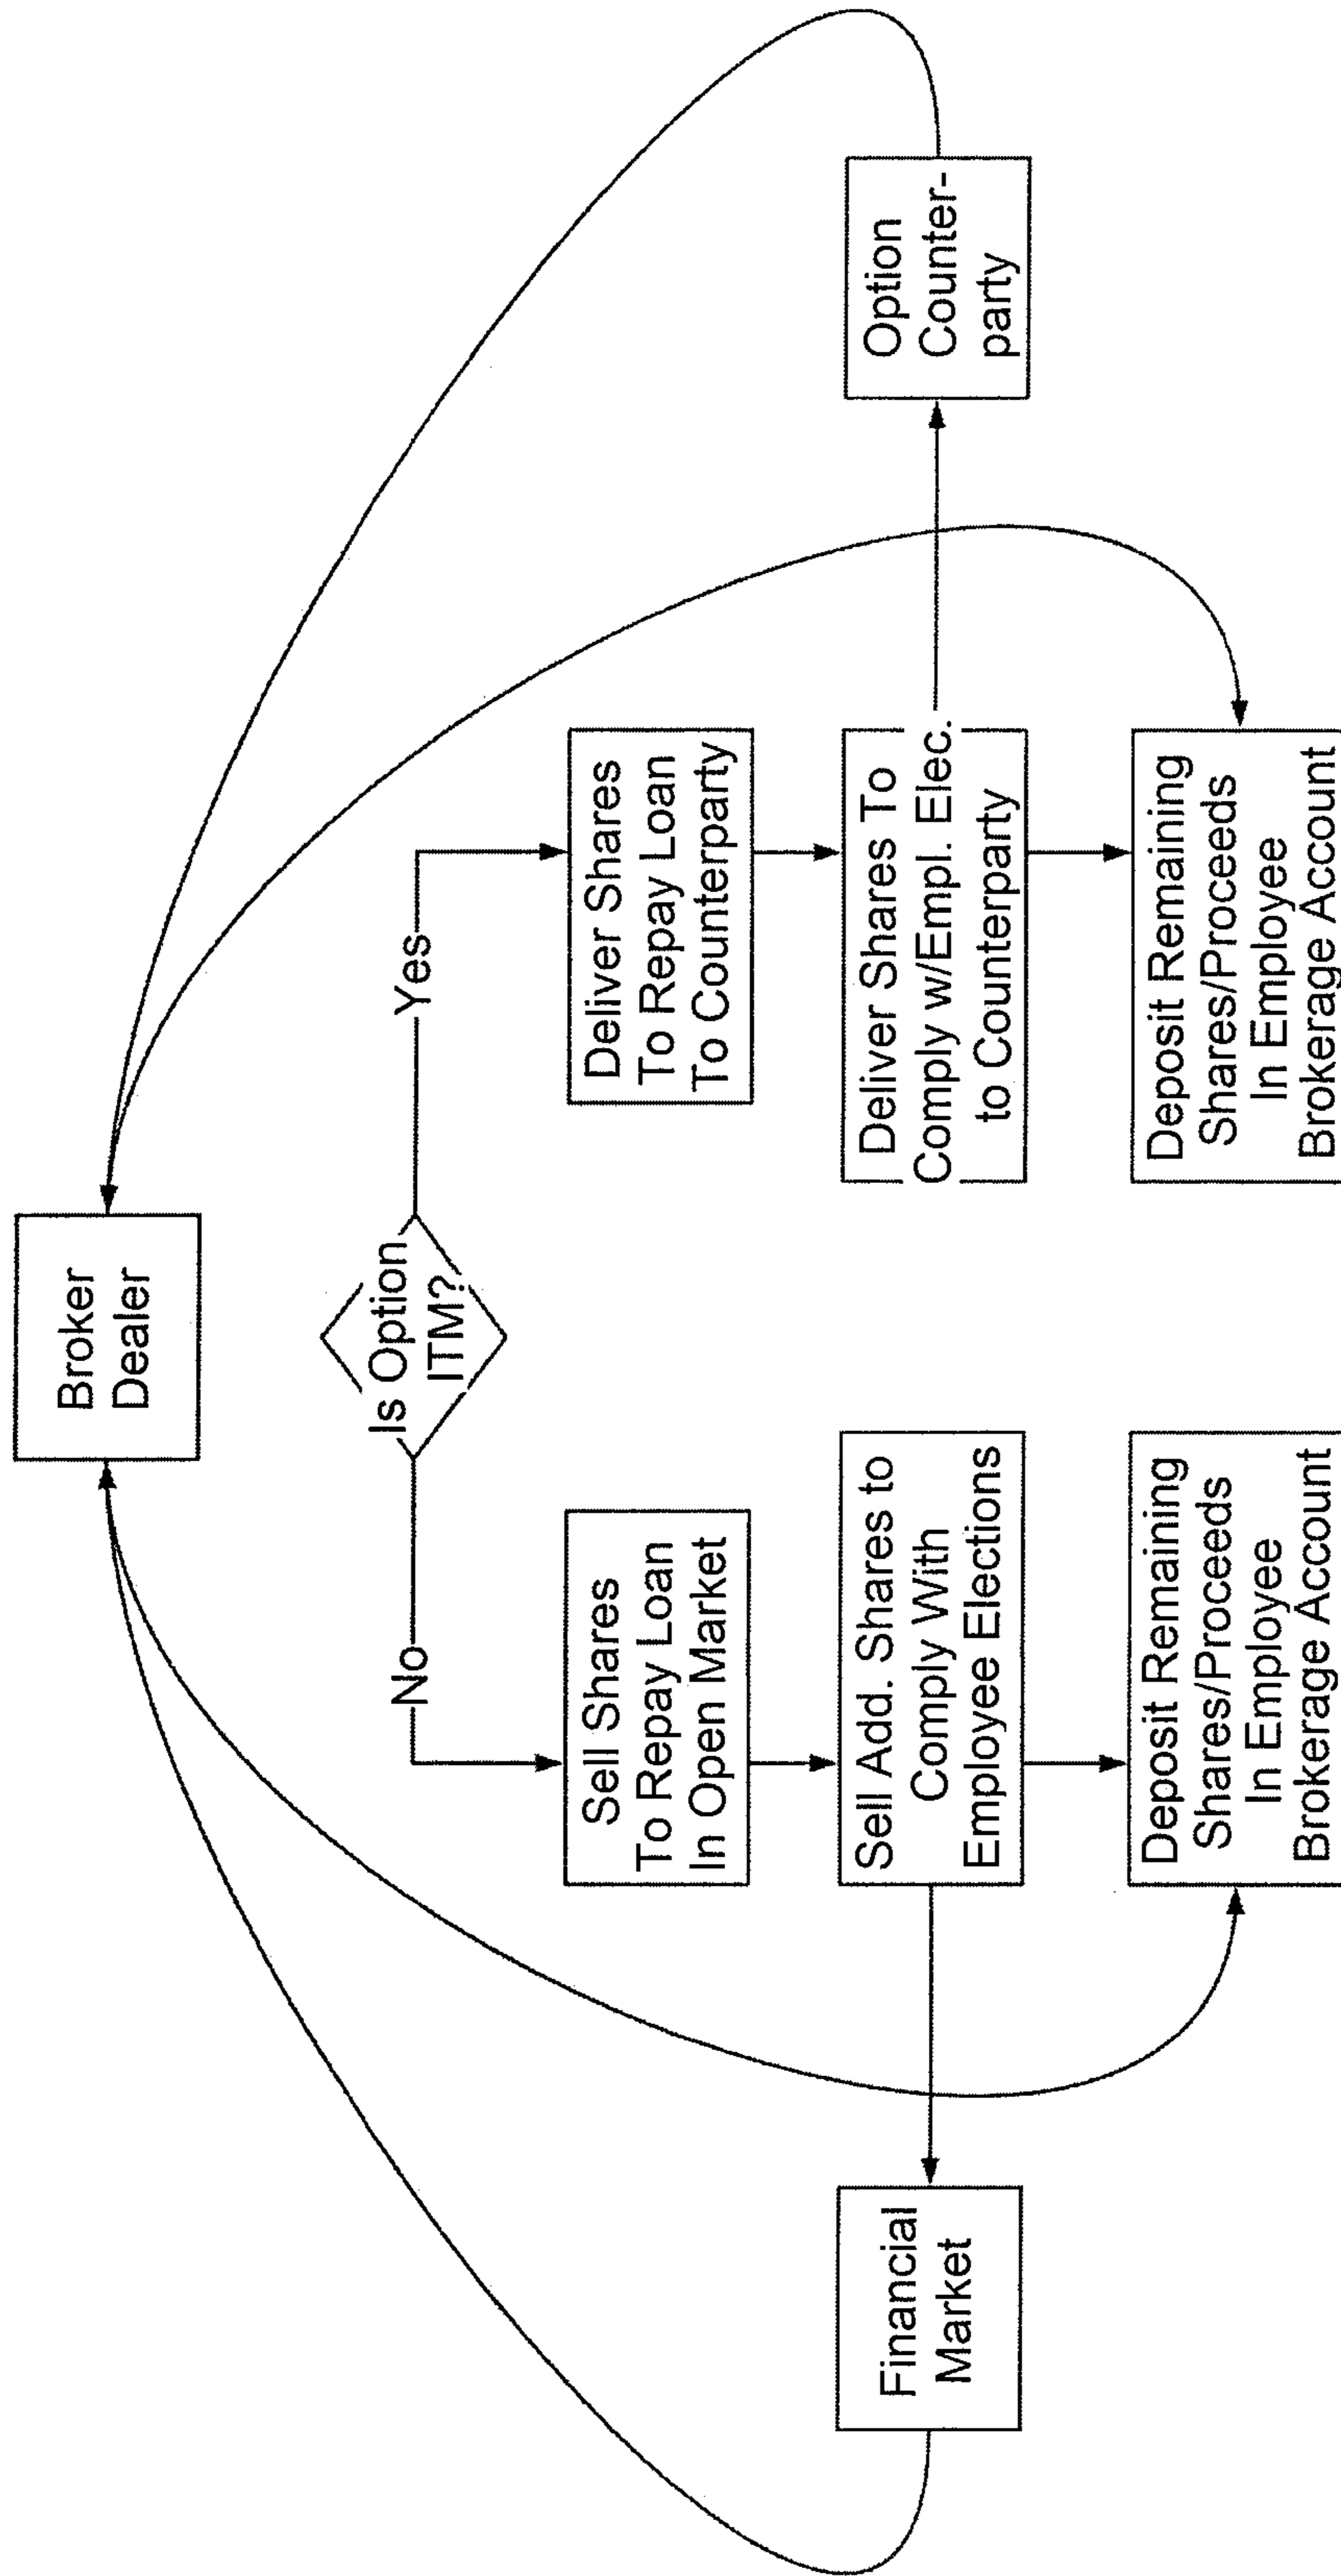 Broker
Dealer
Is Option
ITM?
No
Yes
Sell Shares
To Repay Loan
In Open Market
Deliver Shares
To Repay Loan
To Counterparty
Financial
Market
Sell Add. Shares to
Comply With
Employee Elections
Deliver Shares To
Comply w/Empl. Elec.
to Counterparty
Option
Counter-
party
Deposit Remaining
Shares/Proceeds
In Employee
Brokerage Account
Deposit Remaining
Shares/Proceeds
In Employee
Brokerage Account